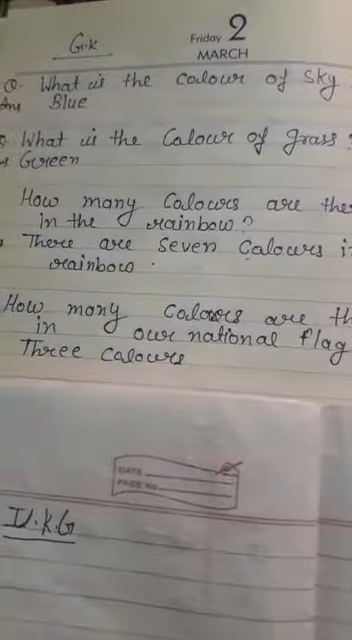 G.K
Friday 2
MARCH
Q- What is the colour of sky
Ans Blue
What is the Colour of grass?
Green
How many Colours are the
in the rainbow?
There are seven Colours i
rainbow.
How many colours are th
in our national flag
Three colours
DATE
PAGE No.
U.K.G